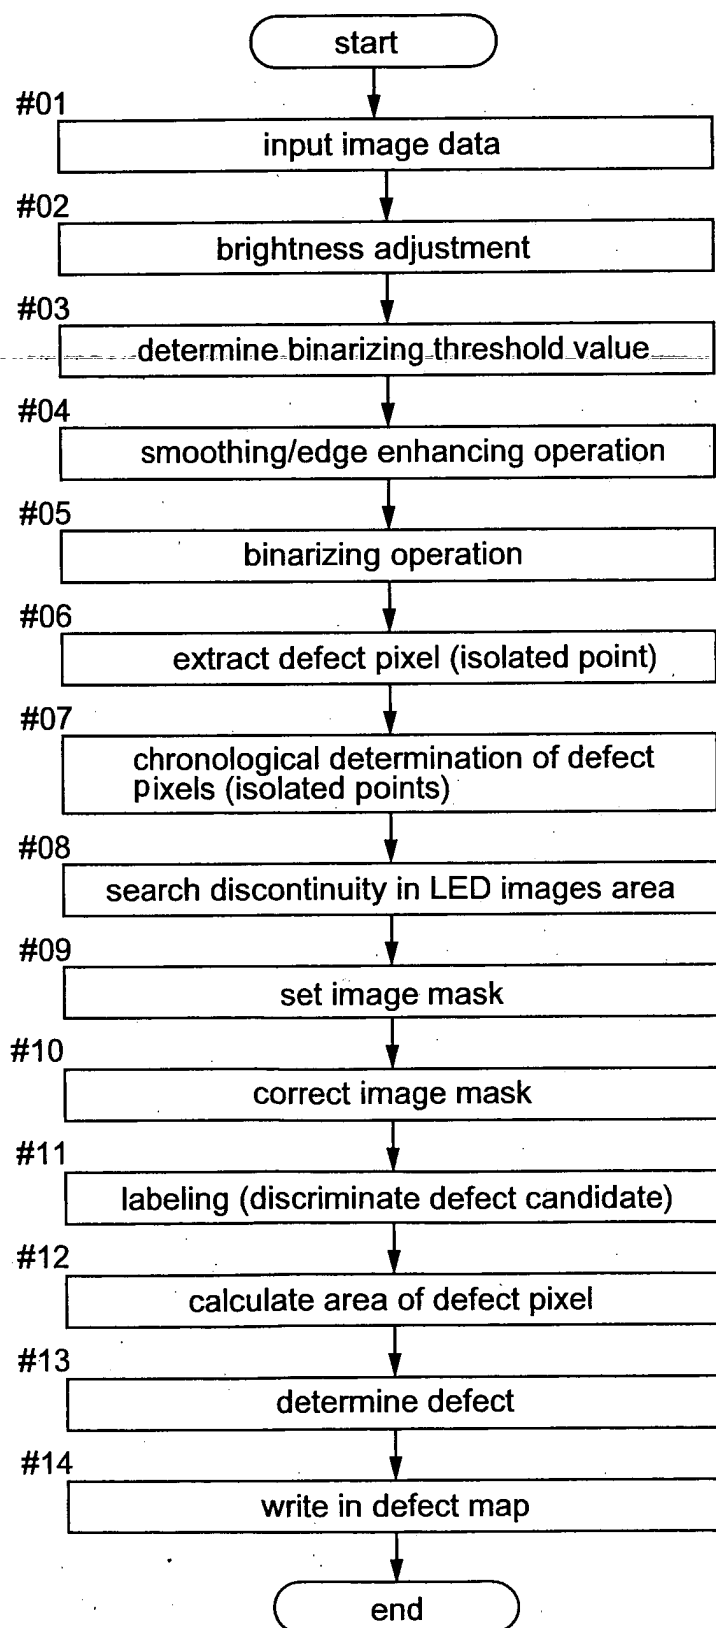 start
#01
input image data
#02
brightness adjustment
#03
determine binarizing threshold value
#04
smoothing/edge enhancing operation
#05
binarizing operation
#06
extract defect pixel (isolated point)
#07
chronological determination of defect
pixels (isolated points)
#08
search discontinuity in LED images area
#09
set image mask
#10
correct image mask
#11
labeling (discriminate defect candidate)
#12
calculate area of defect pixel
#13
determine defect
#14
write in defect map
end